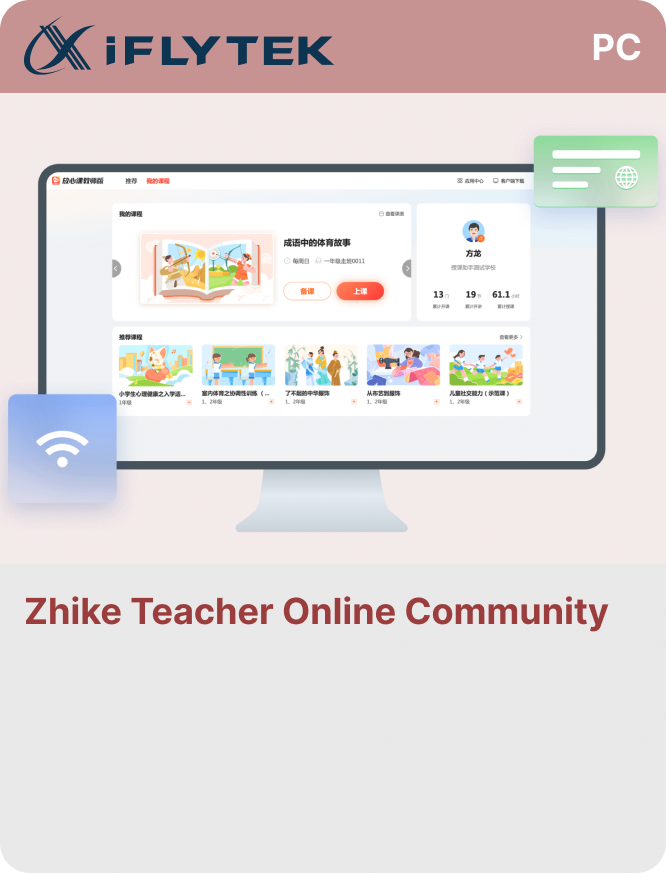 iFLYTEK
PC
放心课教师版
推荐
我的课程
应用中心
客户端下载
我的课程
查看课表
成语中的体育故事
每周日
一年级走班0011
备课
上课
方龙
授课助手测试学校
13 门
19 节
61.1 小时
累计开课
累计开讲
累计授课
推荐课程
查看更多
小学生心理健康之入学适...
1年级
室内体育之协调性训练（...
1、2年级
了不起的中华服饰
1、2年级
从布艺到服饰
1、2年级
儿童社交能力（示范课）
1、2年级
Zhike Teacher Online Community